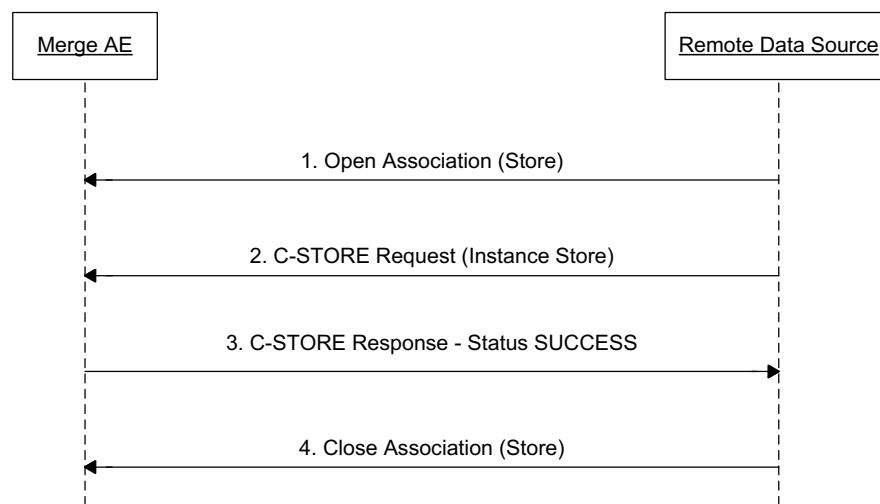 Merge AE
Remote Data Source
1. Open Association (Store)
2. C-STORE Request (Instance Store)
3. C-STORE Response - Status SUCCESS
4. Close Association (Store)